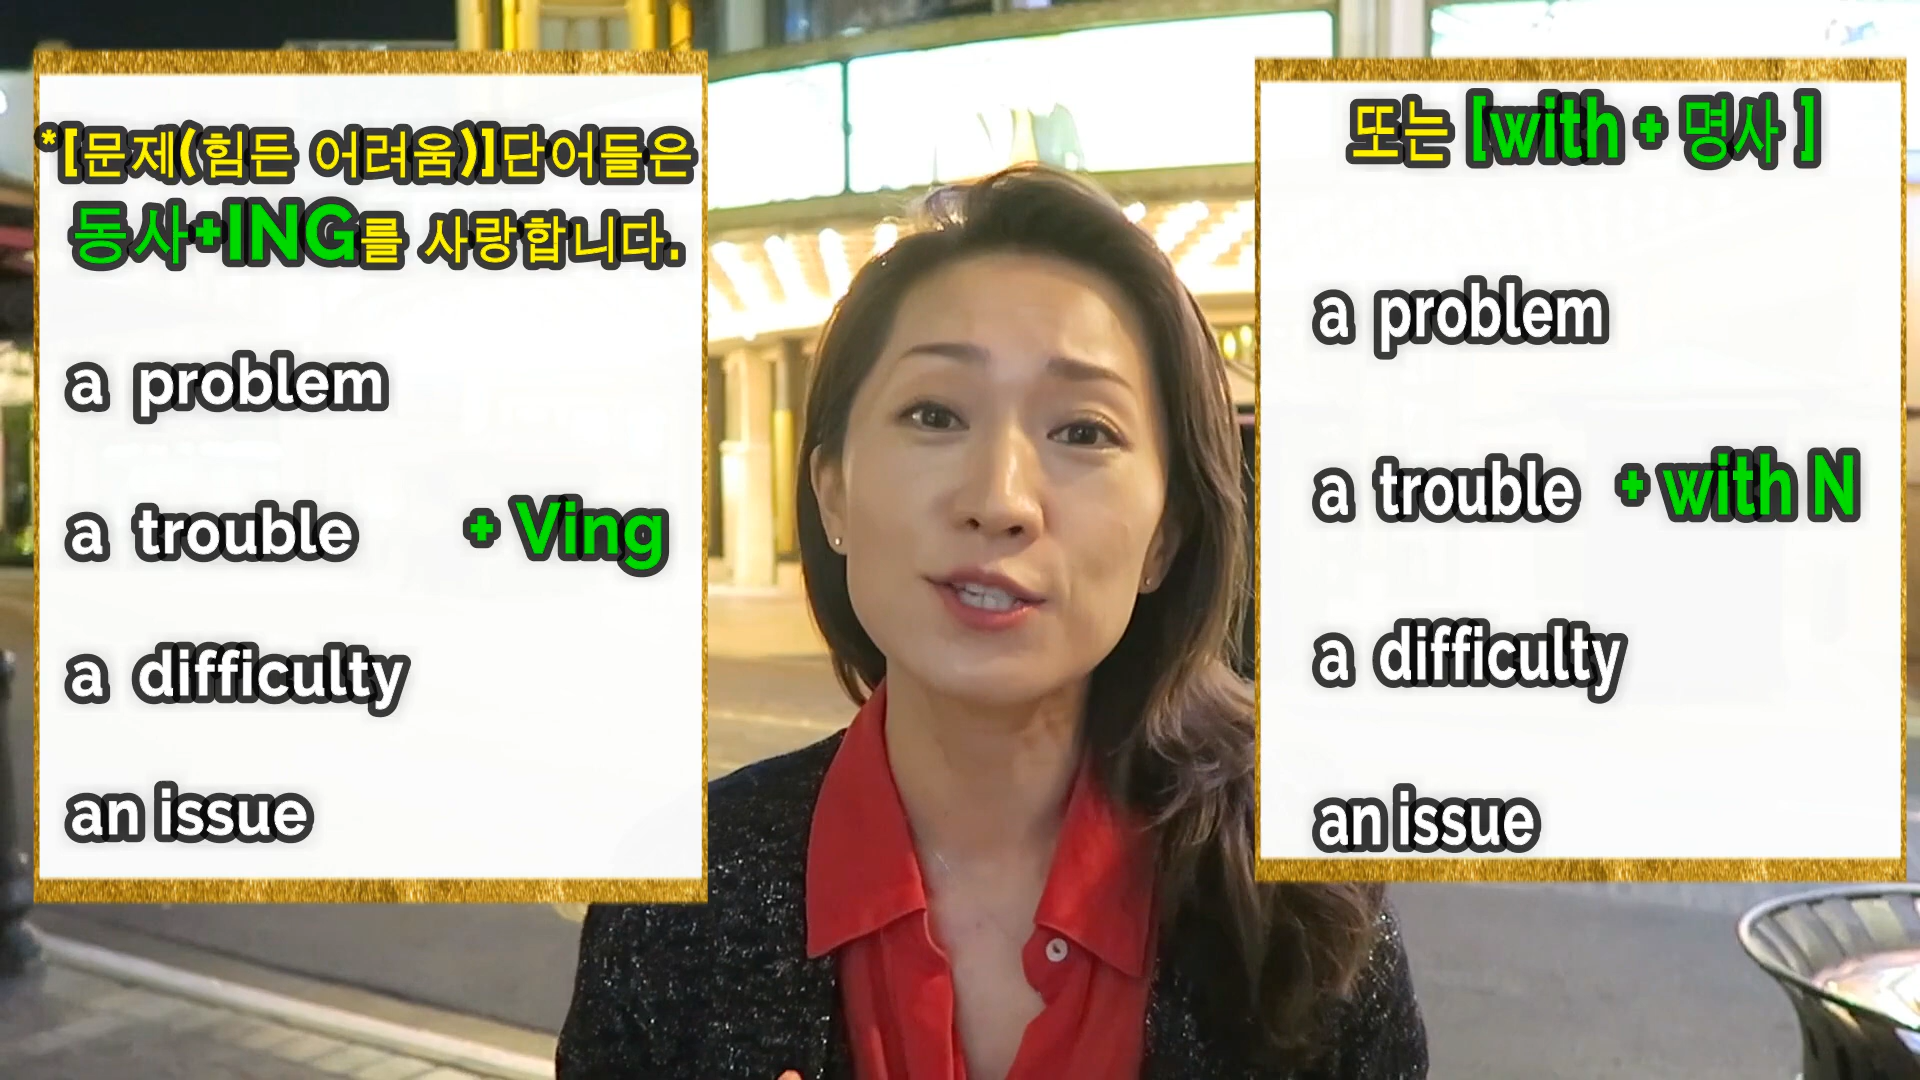 *[문제(힘든 어려움)]단어들은
동사+ING를 사랑합니다.
a problem
a trouble + Ving
a difficulty
an issue
또는 [with + 명사 ]
a problem
a trouble + with N
a difficulty
an issue